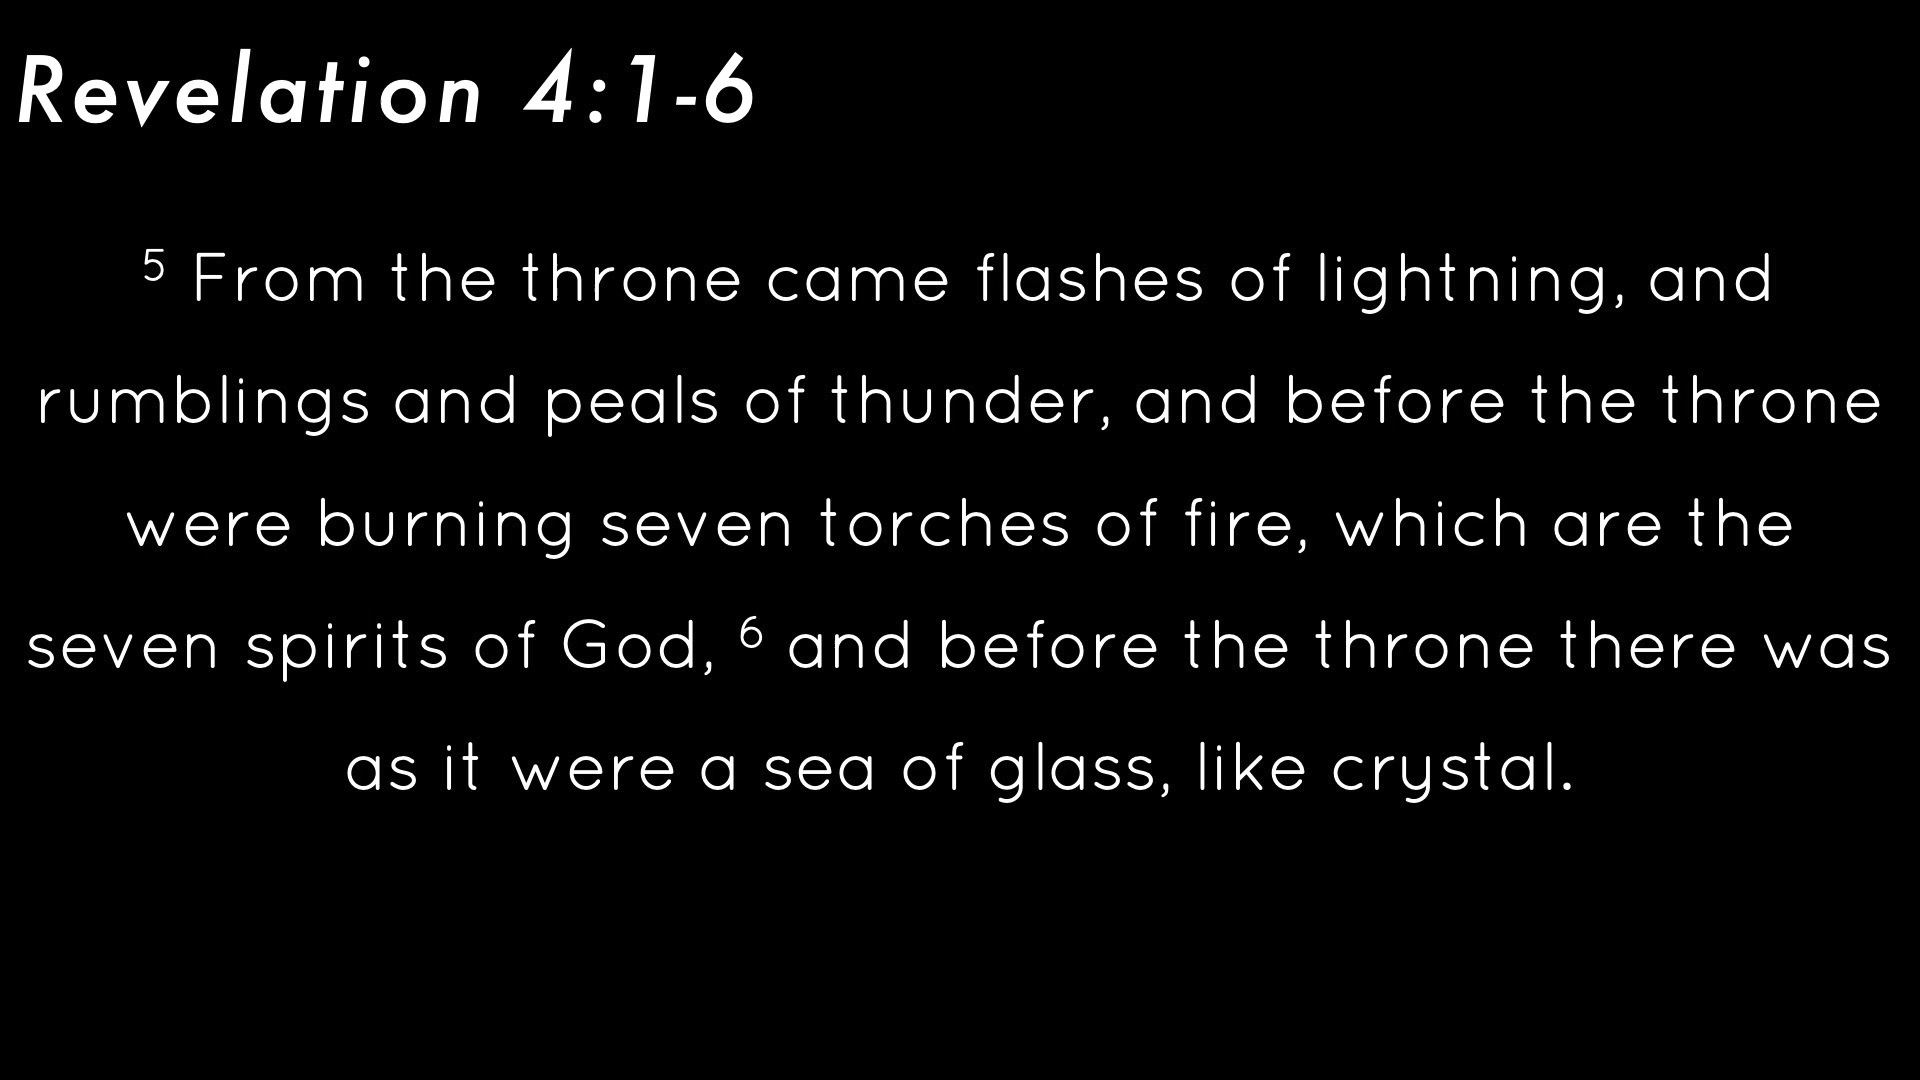 Revelation 4:1-6
⁵ From the throne came flashes of lightning, and
rumblings and peals of thunder, and before the throne
were burning seven torches of fire, which are the
seven spirits of God, ⁶ and before the throne there was
as it were a sea of glass, like crystal.